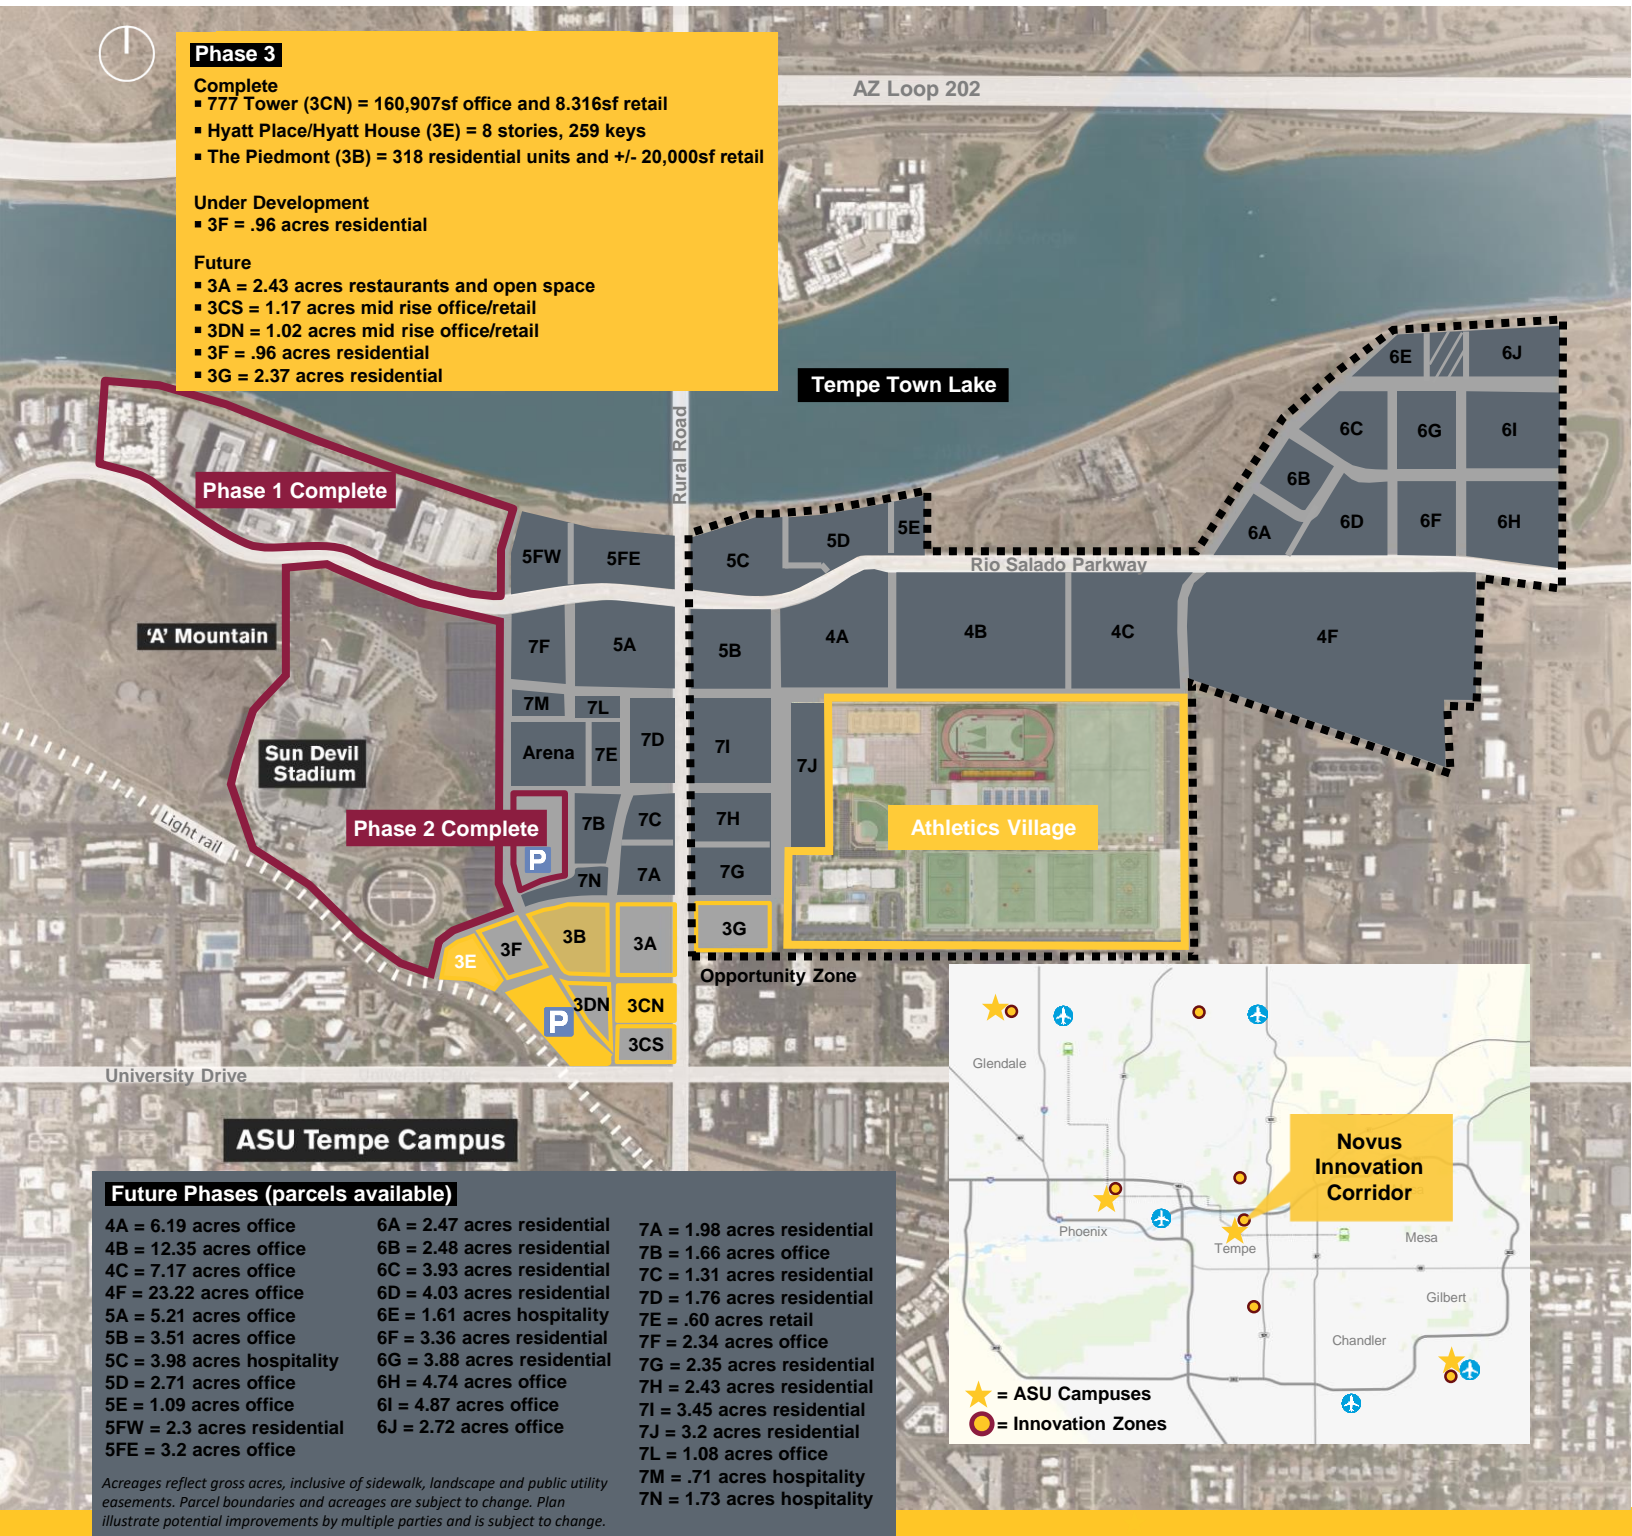 Phase 3
Complete
▪ 777 Tower (3CN) = 160,907sf office and 8.316sf retail
▪ Hyatt Place/Hyatt House (3E) = 8 stories, 259 keys
▪ The Piedmont (3B) = 318 residential units and +/- 20,000sf retail
Under Development
▪ 3F = .96 acres residential
Future
▪ 3A = 2.43 acres restaurants and open space
▪ 3CS = 1.17 acres mid rise office/retail
▪ 3DN = 1.02 acres mid rise office/retail
▪ 3F = .96 acres residential
▪ 3G = 2.37 acres residential
AZ Loop 202
Tempe Town Lake
Rural Road
6E
6J
6C
6G
6I
6B
6A
6D
6F
6H
Phase 1 Complete
5FW
5FE
5C
5D
5E
Rio Salado Parkway
'A' Mountain
7F
5A
5B
4A
4B
4C
4F
7M
7L
Sun Devil
Stadium
Arena
7E
7D
7I
7J
Light rail
Phase 2 Complete
P
7B
7C
7H
Athletics Village
7N
7A
7G
3E
3F
3B
3A
3G
Opportunity Zone
P
3DN
3CN
3CS
University Drive
ASU Tempe Campus
Glendale
Phoenix
Tempe
Mesa
Gilbert
Chandler
Novus
Innovation
Corridor
= ASU Campuses
= Innovation Zones
Future Phases (parcels available)
4A = 6.19 acres office
4B = 12.35 acres office
4C = 7.17 acres office
4F = 23.22 acres office
5A = 5.21 acres office
5B = 3.51 acres office
5C = 3.98 acres hospitality
5D = 2.71 acres office
5E = 1.09 acres office
5FW = 2.3 acres residential
5FE = 3.2 acres office
6A = 2.47 acres residential
6B = 2.48 acres residential
6C = 3.93 acres residential
6D = 4.03 acres residential
6E = 1.61 acres hospitality
6F = 3.36 acres residential
6G = 3.88 acres residential
6H = 4.74 acres office
6I = 4.87 acres office
6J = 2.72 acres office
7A = 1.98 acres residential
7B = 1.66 acres office
7C = 1.31 acres residential
7D = 1.76 acres residential
7E = .60 acres retail
7F = 2.34 acres office
7G = 2.35 acres residential
7H = 2.43 acres residential
7I = 3.45 acres residential
7J = 3.2 acres residential
7L = 1.08 acres office
7M = .71 acres hospitality
7N = 1.73 acres hospitality
Acreages reflect gross acres, inclusive of sidewalk, landscape and public utility
easements. Parcel boundaries and acreages are subject to change. Plan
illustrate potential improvements by multiple parties and is subject to change.